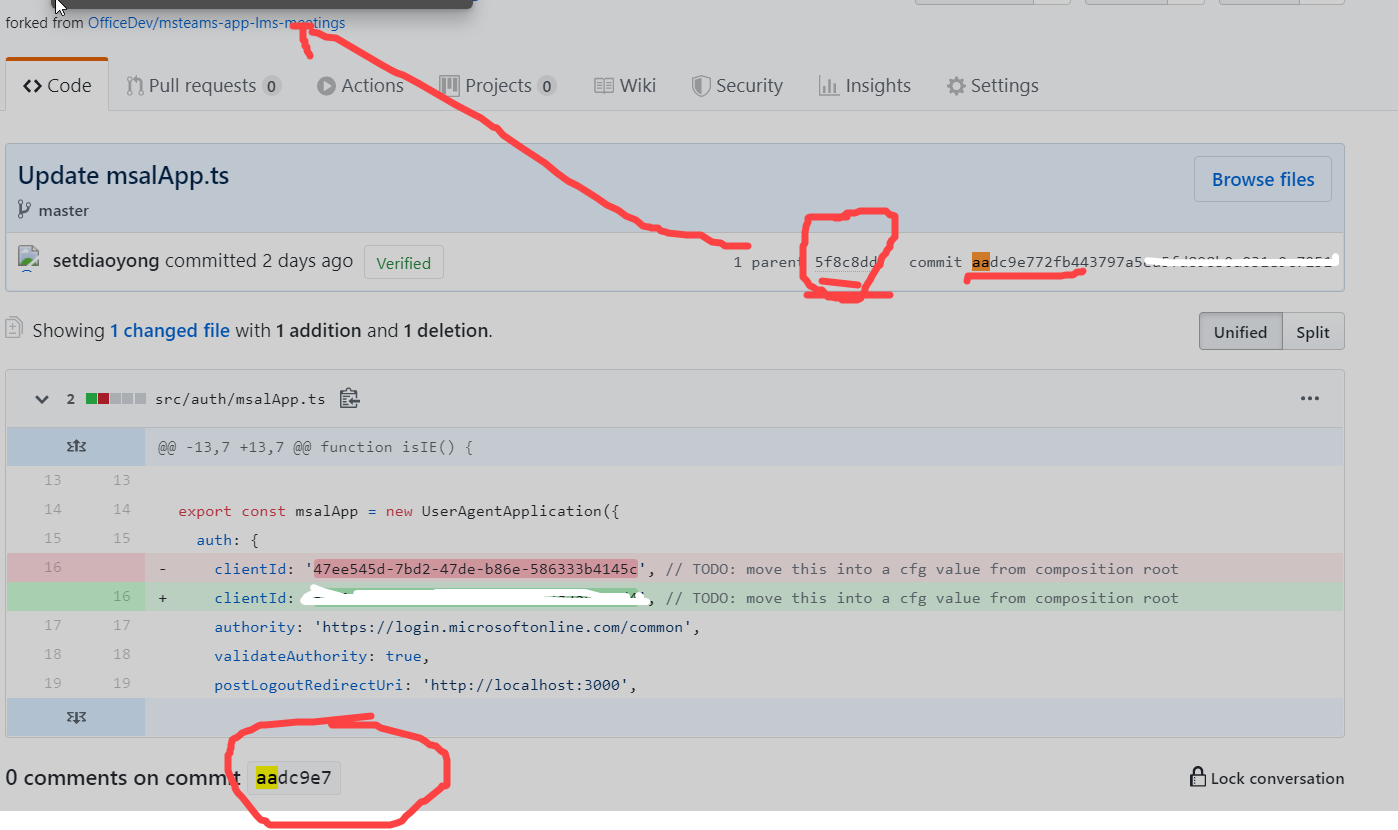 forked from OfficeDev/msteams-app-lms-meetings
Code Pull requests 0 Actions Projects 0 Wiki Security Insights Settings
Update msalApp.ts
Browse files
master
setdiaoyong committed 2 days ago Verified 1 parent 5f8c8dd commit aadc9e772fb443797a5
Showing 1 changed file with 1 addition and 1 deletion.
Unified Split
2 src/auth/msalApp.ts
@@ -13,7 +13,7 @@ function isIE() {
13 13
14 14 export const msalApp = new UserAgentApplication({
15 15 auth: {
16 - clientId: '47ee545d-7bd2-47de-b86e-586333b4145c', // TODO: move this into a cfg value from composition root
16 + clientId: ', // TODO: move this into a cfg value from composition root
17 17 authority: 'https://login.microsoftonline.com/common',
18 18 validateAuthority: true,
19 19 postLogoutRedirectUri: 'http://localhost:3000',
0 comments on commit aadc9e7
Lock conversation